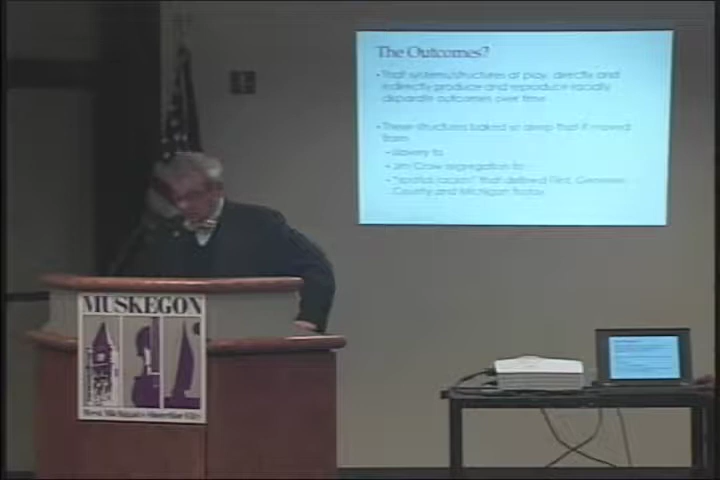 The Outcomes?
• That systems/structures at play, directly and
indirectly produce and reproduce racially
disparate outcomes over time
• These structures baked so deep that it moved
from
• Slavery to
• Jim Crow segregation to
• "spatial racism" that defined Flint, Genesee
County and Michigan Today
MUSKEGON
West Michigan's Shoreline City